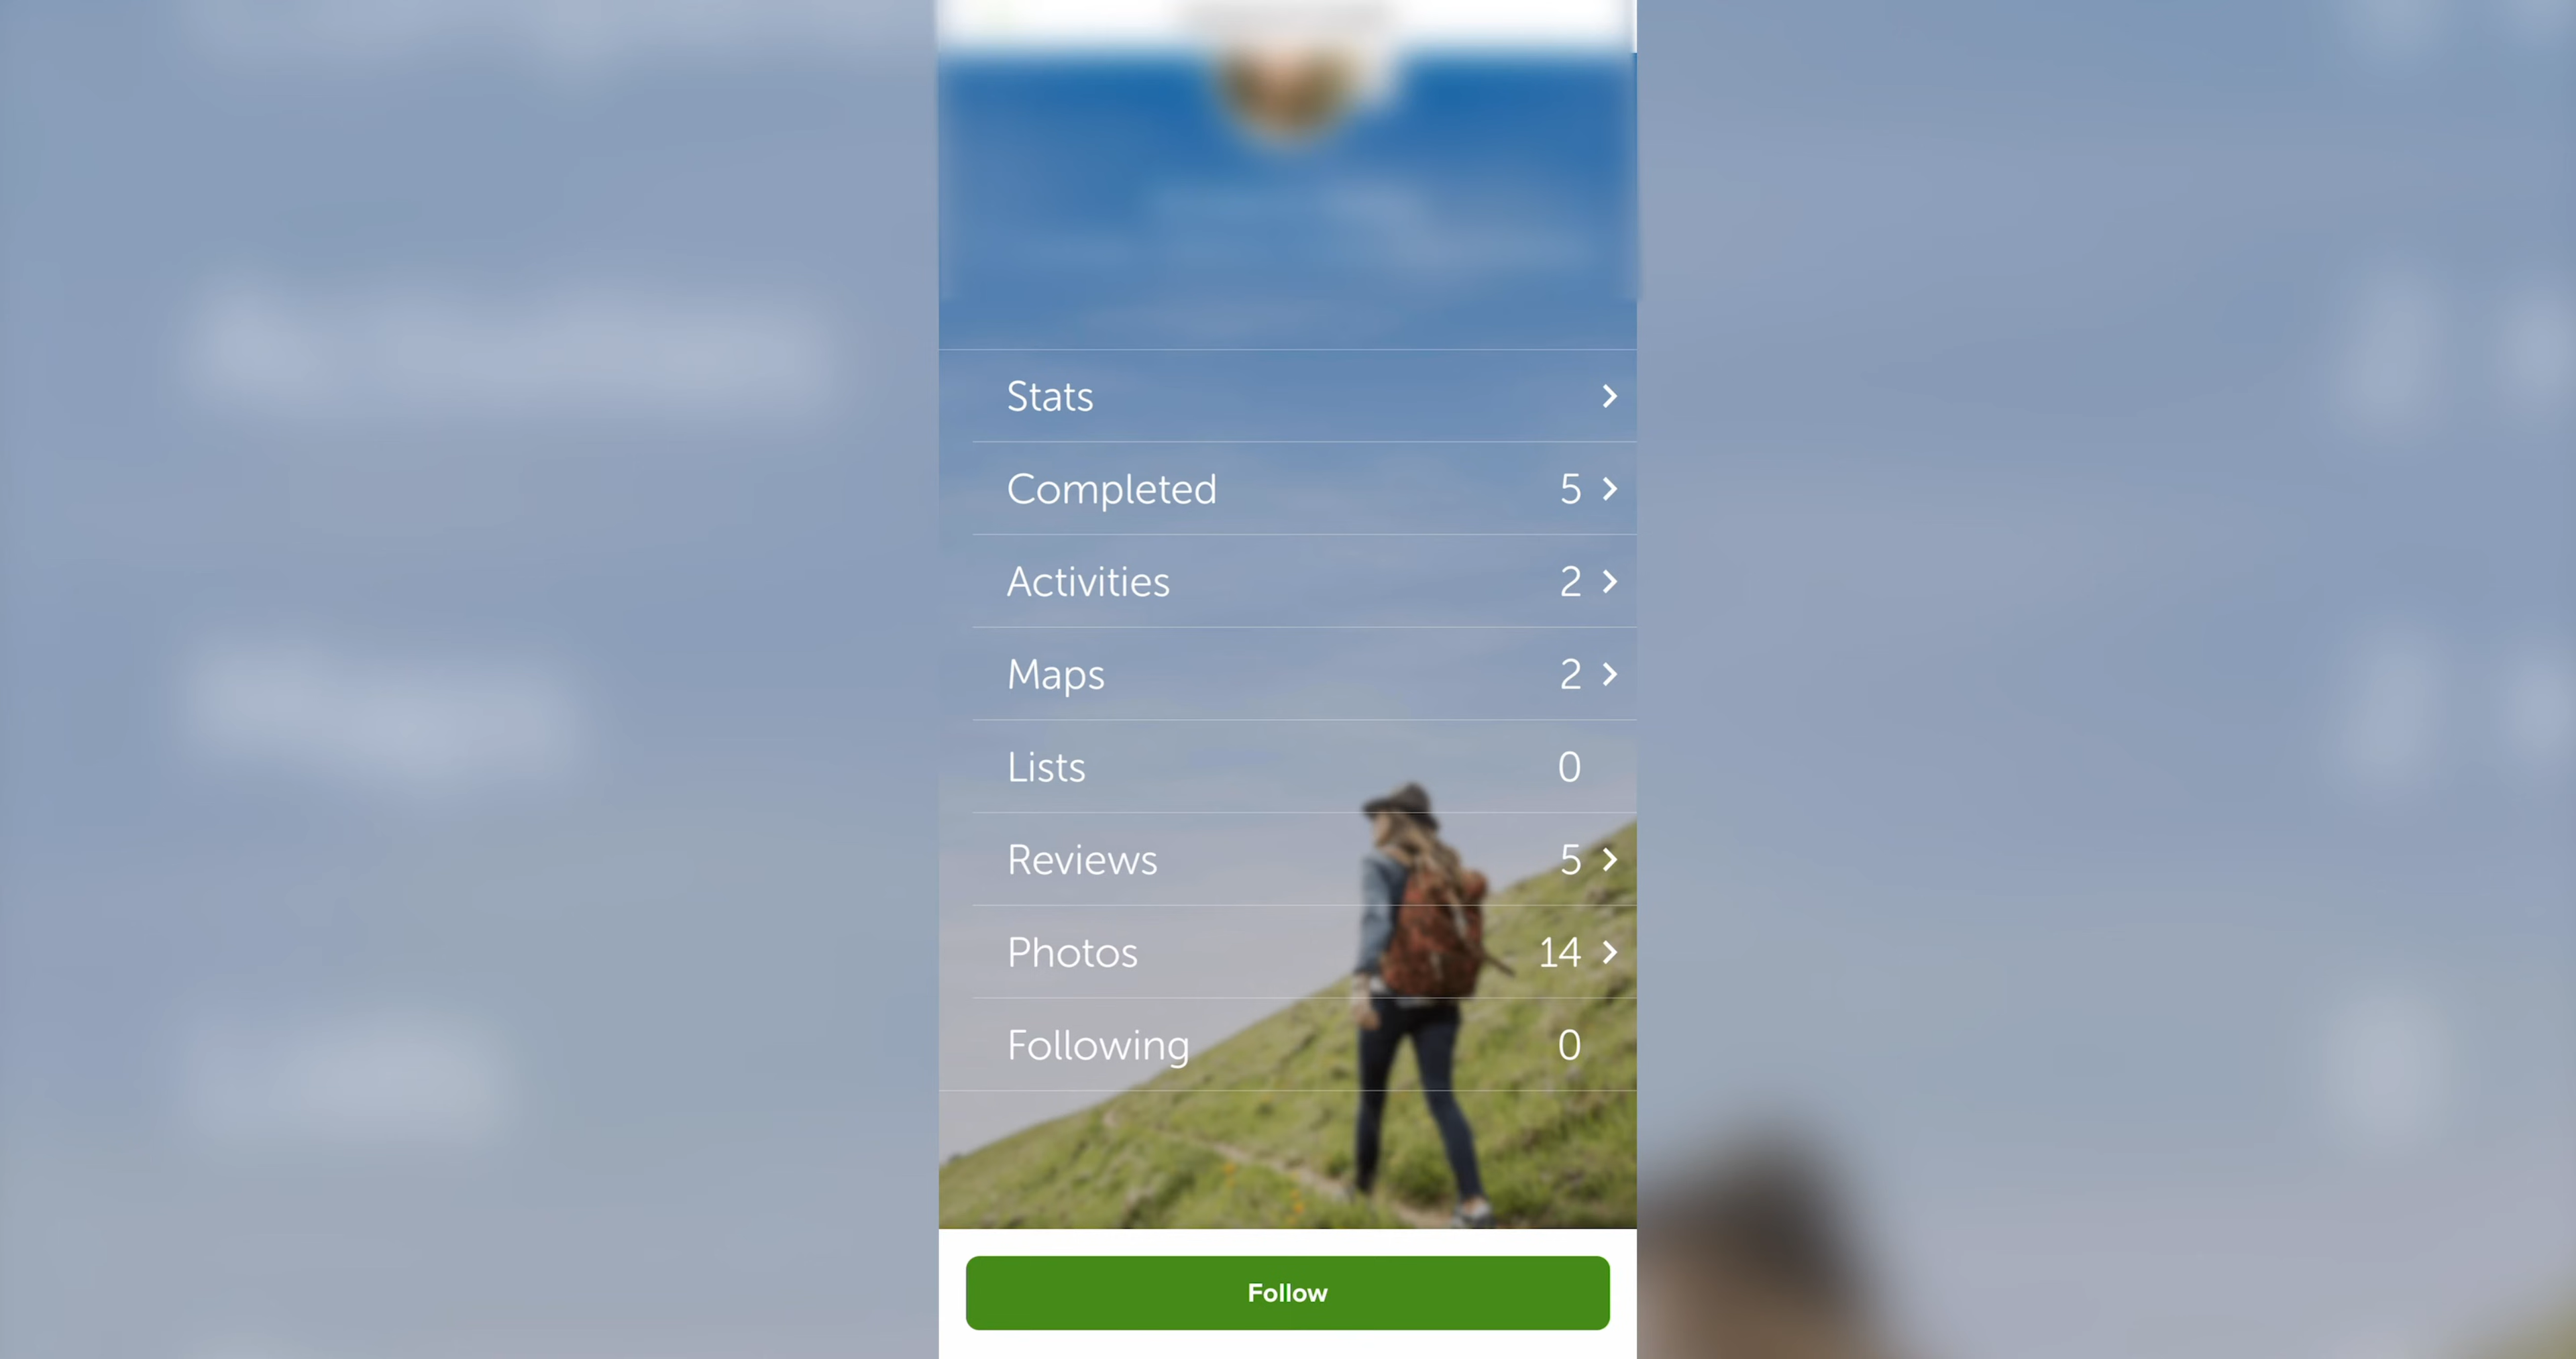 Stats
Completed 5
Activities 2
Maps 2
Lists 0
Reviews 5
Photos 14
Following 0
Follow